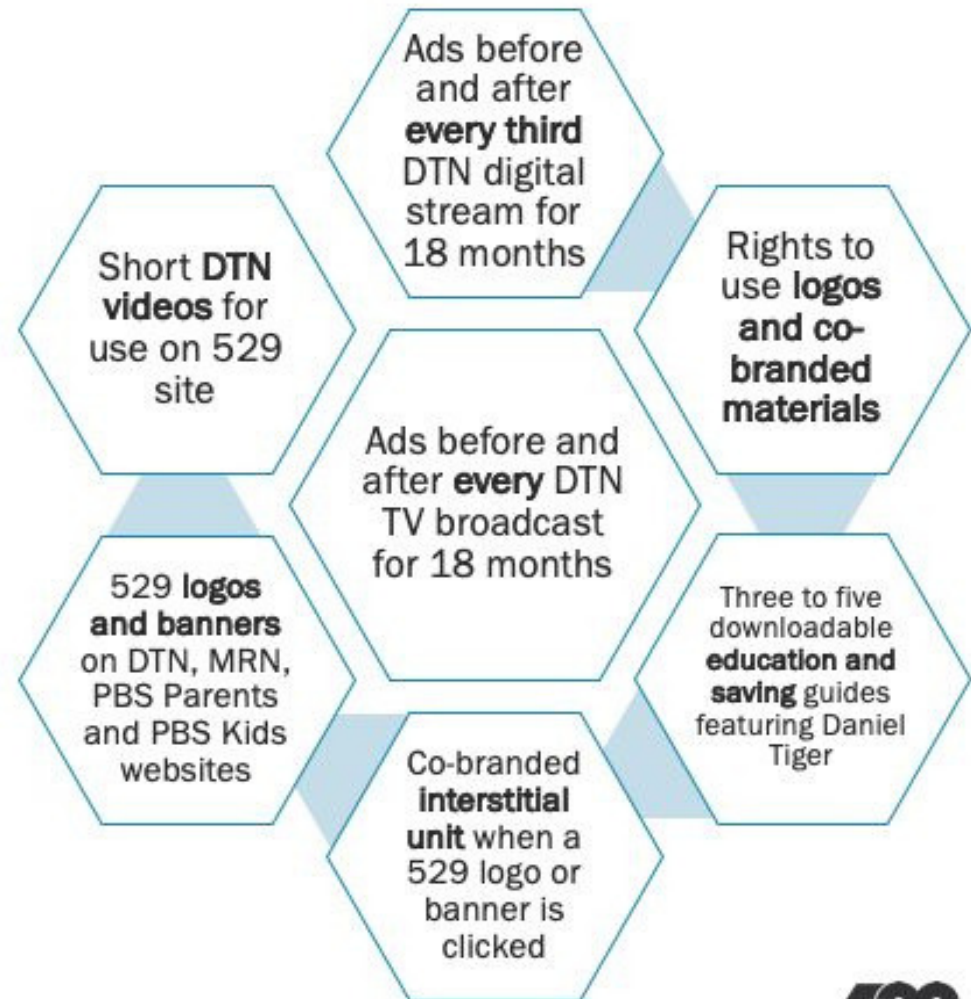 Ads before
and after
every third
DTN digital
stream for
18 months
Rights to
use logos
and co-
branded
materials
Three to five
downloadable
education and
saving guides
featuring Daniel
Tiger
Co-branded
interstitial
unit when a
529 logo or
banner is
clicked
529 logos
and banners
on DTN, MRN,
PBS Parents
and PBS Kids
websites
Short DTN
videos for
use on 529
site
Ads before and
after every DTN
TV broadcast
for 18 months